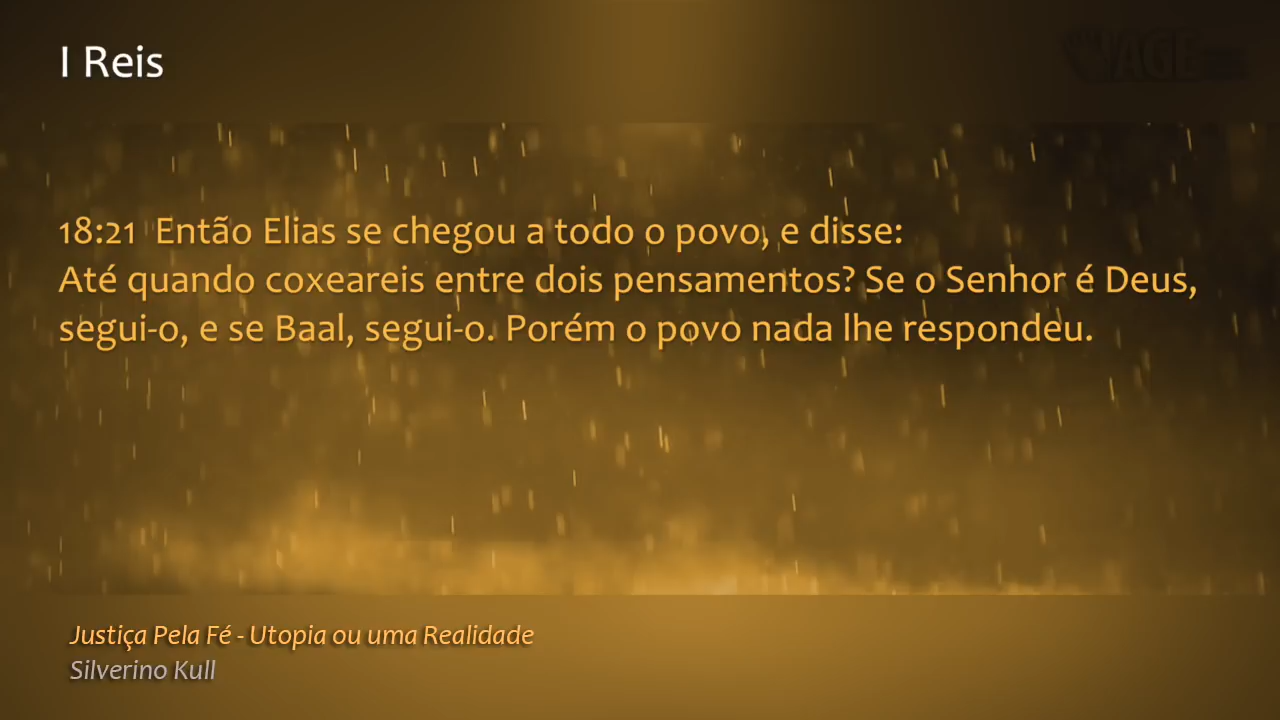 I Reis
18:21 Então Elias se chegou a todo o povo, e disse:
Até quando coxeareis entre dois pensamentos? Se o Senhor é Deus,
segui-o, e se Baal, segui-o. Porém o povo nada lhe respondeu.
Justiça Pela Fé - Utopia ou uma Realidade
Silverino Kull